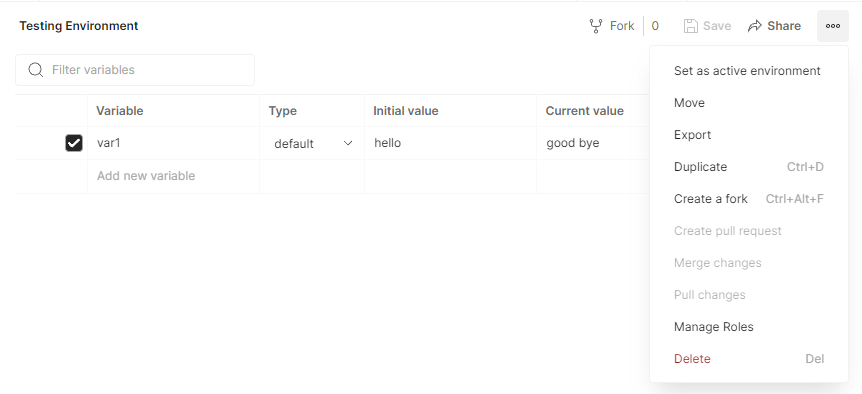 Testing Environment Fork 0 Save Share
Filter variables
Set as active environment
Move
Export
Duplicate Ctrl+D
Create a fork Ctrl+Alt+F
Create pull request
Merge changes
Pull changes
Manage Roles
Delete Del
Variable Type Initial value Current value
var1 default hello good bye
Add new variable